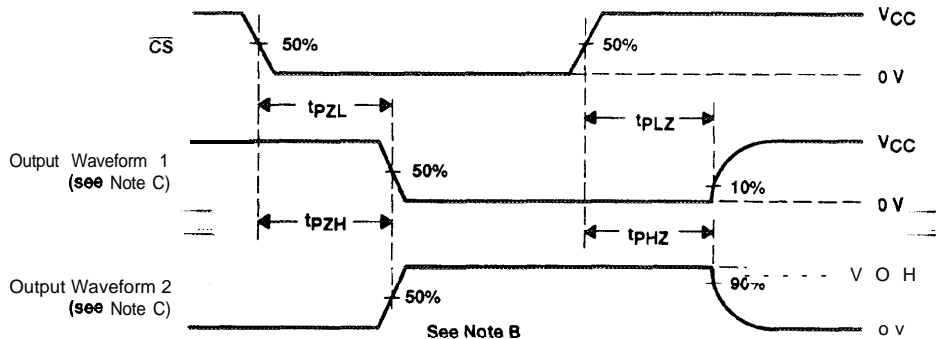 VCC
CS
50%
50%
0 V
tPZL
tPLZ
VCC
Output Waveform 1
(see Note C)
50%
10%
0 V
tPZH
tPHZ
V O H
Output Waveform 2
(see Note C)
50%
90%
0 V
See Note B